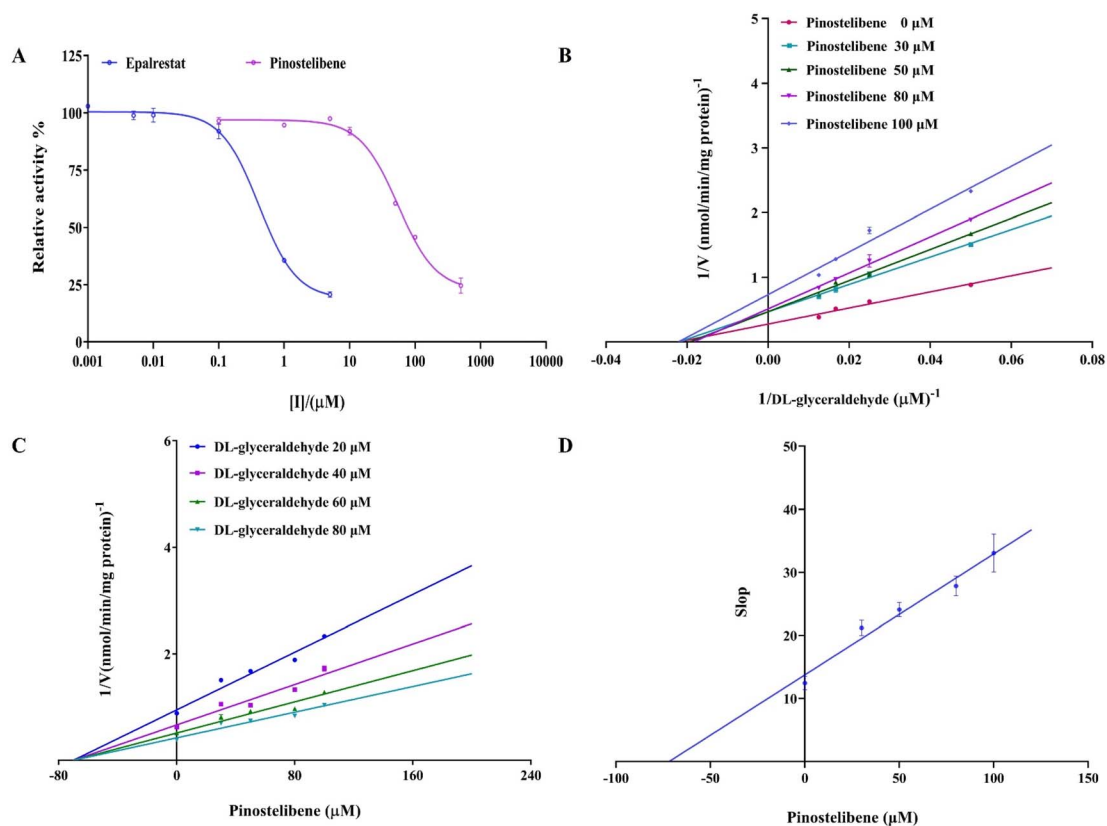 A
Epalrestat
Pinostelibene
Relative activity %
125
100
75
50
25
0
0.001
0.01
0.1
1
10
100
1000
10000
[I]/(μM)
B
Pinostelibene 0 μM
Pinostelibene 30 μM
Pinostelibene 50 μM
Pinostelibene 80 μM
Pinostelibene 100 μM
1/V (nmol/min/mg protein)-1
5
4
3
2
1
0
-0.04
-0.02
0.00
0.02
0.04
0.06
0.08
1/DL-glyceraldehyde (μM)-1
C
DL-glyceraldehyde 20 μM
DL-glyceraldehyde 40 μM
DL-glyceraldehyde 60 μM
DL-glyceraldehyde 80 μM
1/V(nmol/min/mg protein)-1
6
4
2
-80
0
80
160
240
Pinostelibene (μM)
D
Slop
50
40
30
20
10
-100
-50
0
50
100
150
Pinostelibene (μM)